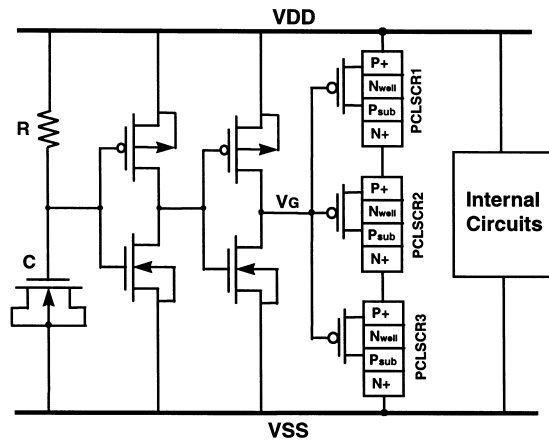 VDD
R
C
VG
P+
Nwell
Psub
N+
PCLSCR1
P+
Nwell
Psub
N+
PCLSCR2
P+
Nwell
Psub
N+
PCLSCR3
Internal
Circuits
VSS